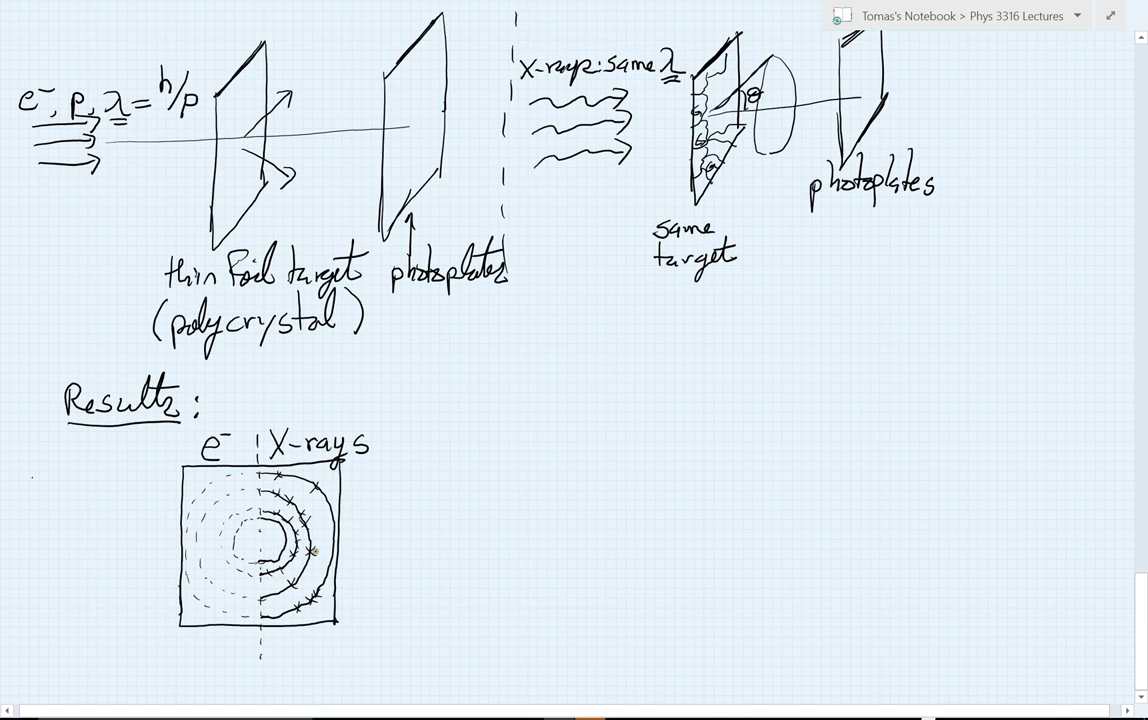 Tomas's Notebook > Phys 3316 Lectures
e⁻, p, λ = h/p
thin Foil target
(polycrystal)
photoplates
x-rays: same λ
θ
same
target
photoplates
Results:
e⁻ X-rays